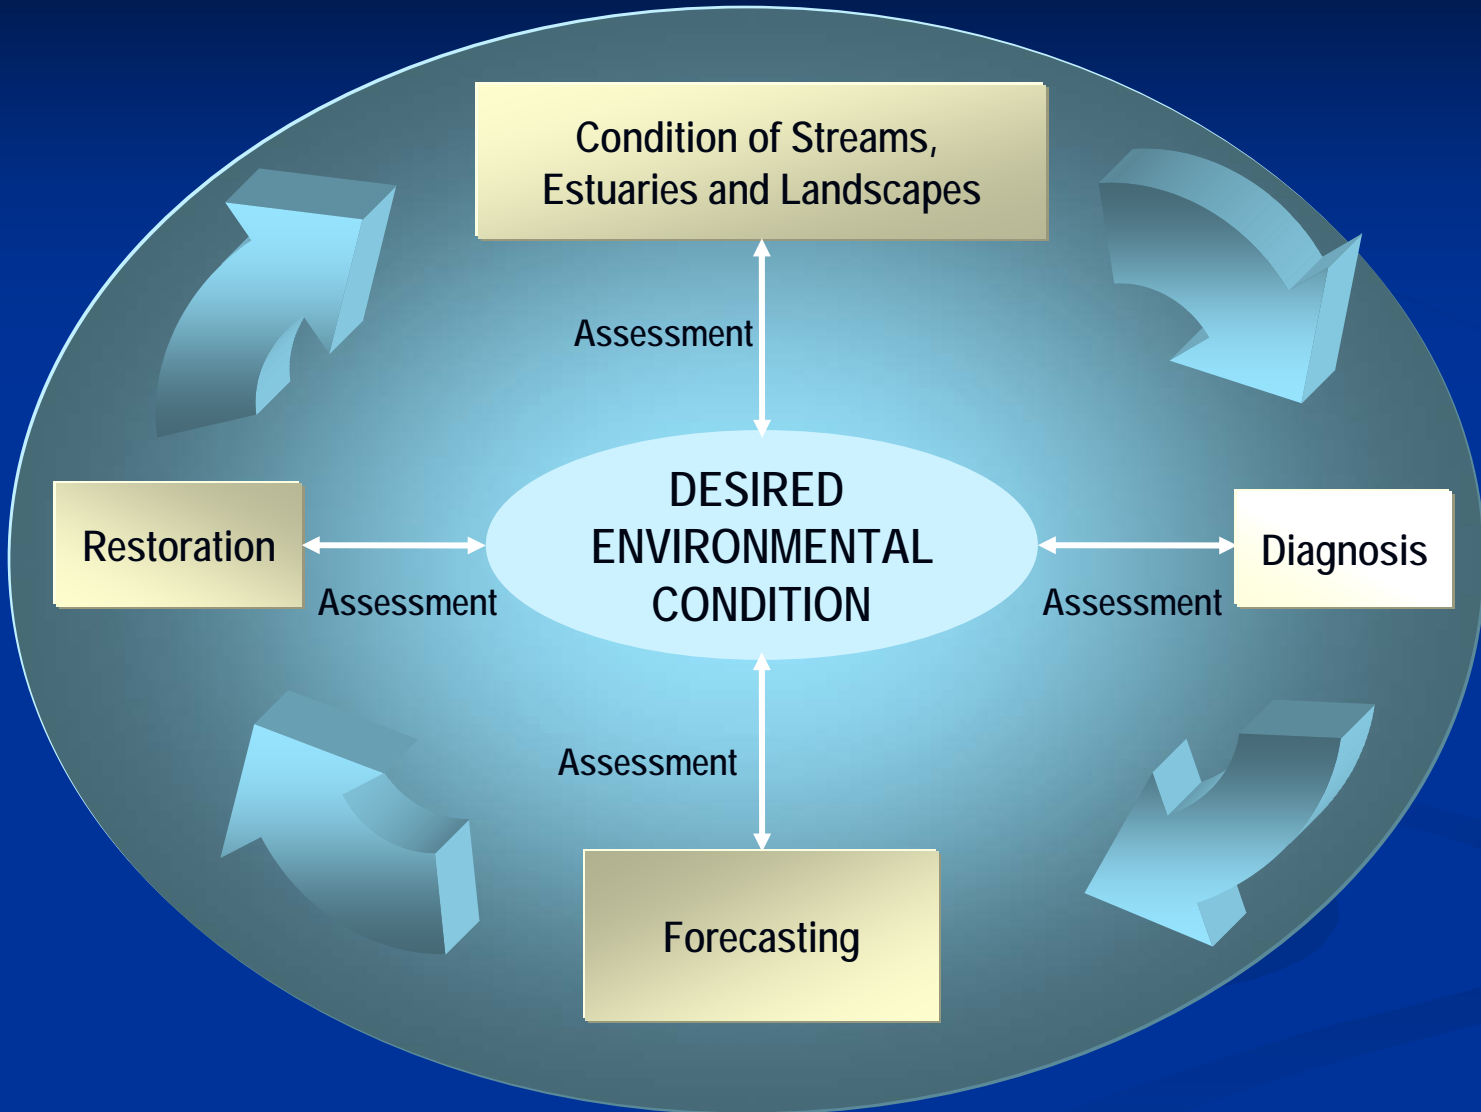 Condition of Streams,
Estuaries and Landscapes
Assessment
DESIRED
ENVIRONMENTAL
CONDITION
Restoration
Assessment
Diagnosis
Assessment
Assessment
Forecasting